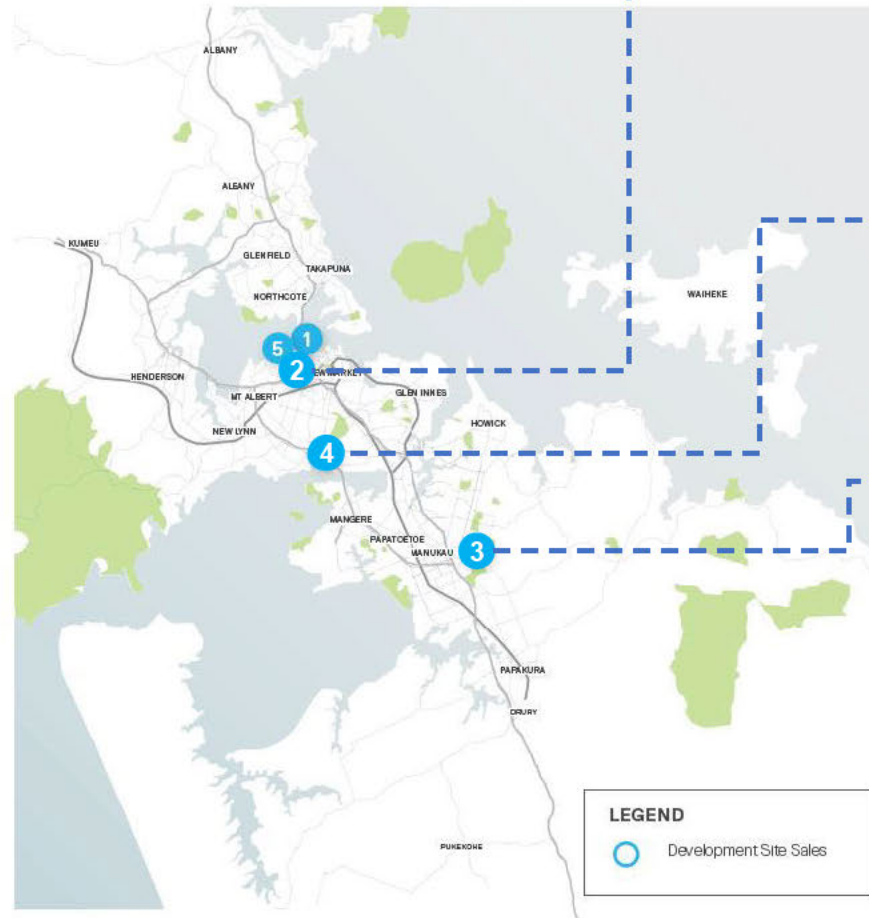 ALBANY
ALBANY
KUMEU
GLENFIELD
TAKAPUNA
WAIHEKE
NORTHCOTE
1
5
2
EWMARKET
HENDERSON
MT ALBERT
GLEN INNES
NEW LYNN
HOWICK
4
MANGERE
PAPATOETOE
MANUKAU
3
PAPAKURA
DRURY
LEGEND
Development Site Sales
PUKEKOHE